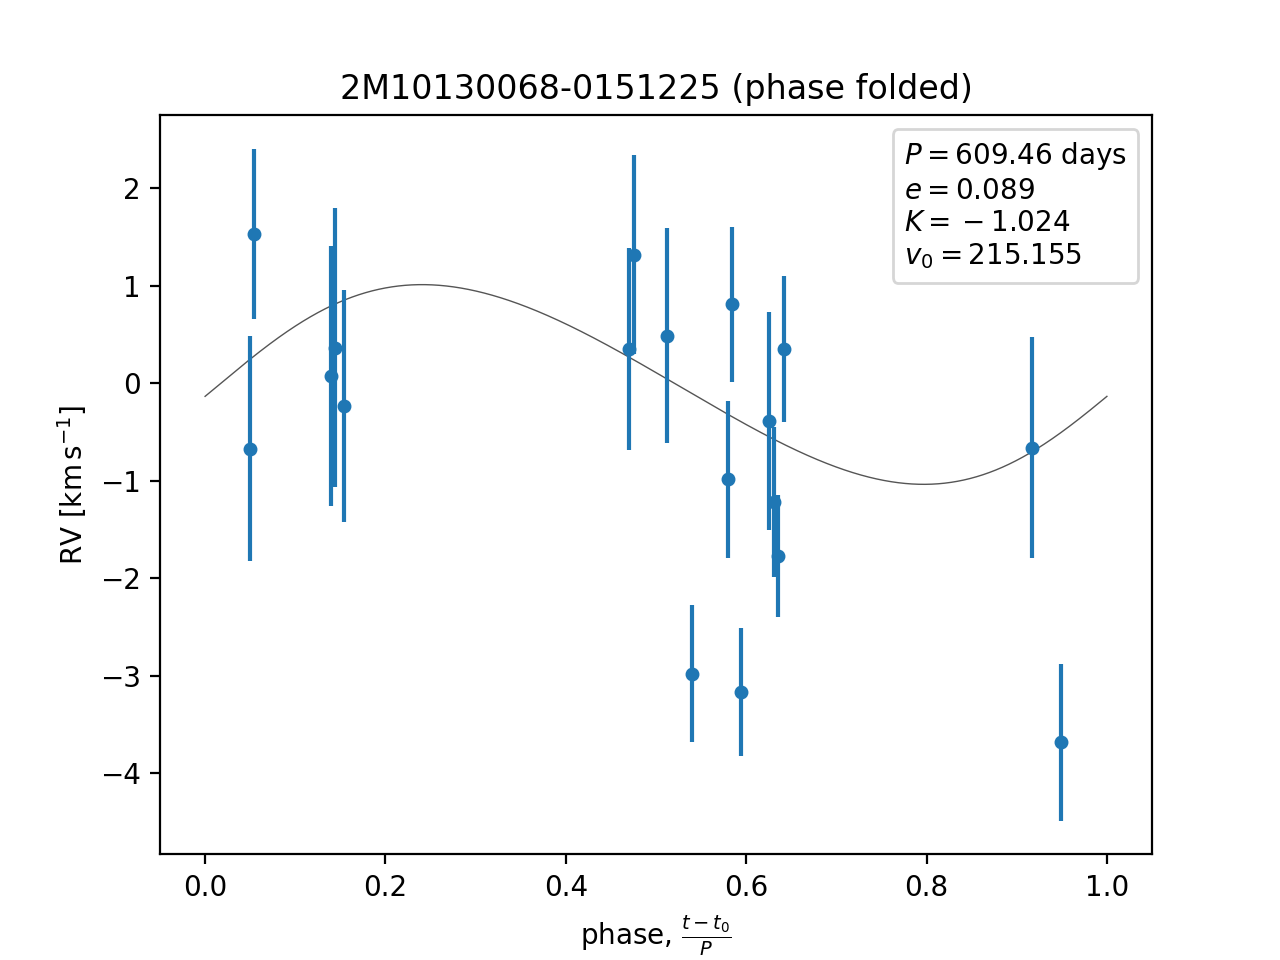 2M10130068-0151225 (phase folded)
P = 609.46 days
e = 0.089
K = −1.024
v₀ = 215.155
RV [km s⁻¹]
2
1
0
−1
−2
−3
−4
0.0 0.2 0.4 0.6 0.8 1.0
phase, (t − t₀)/P